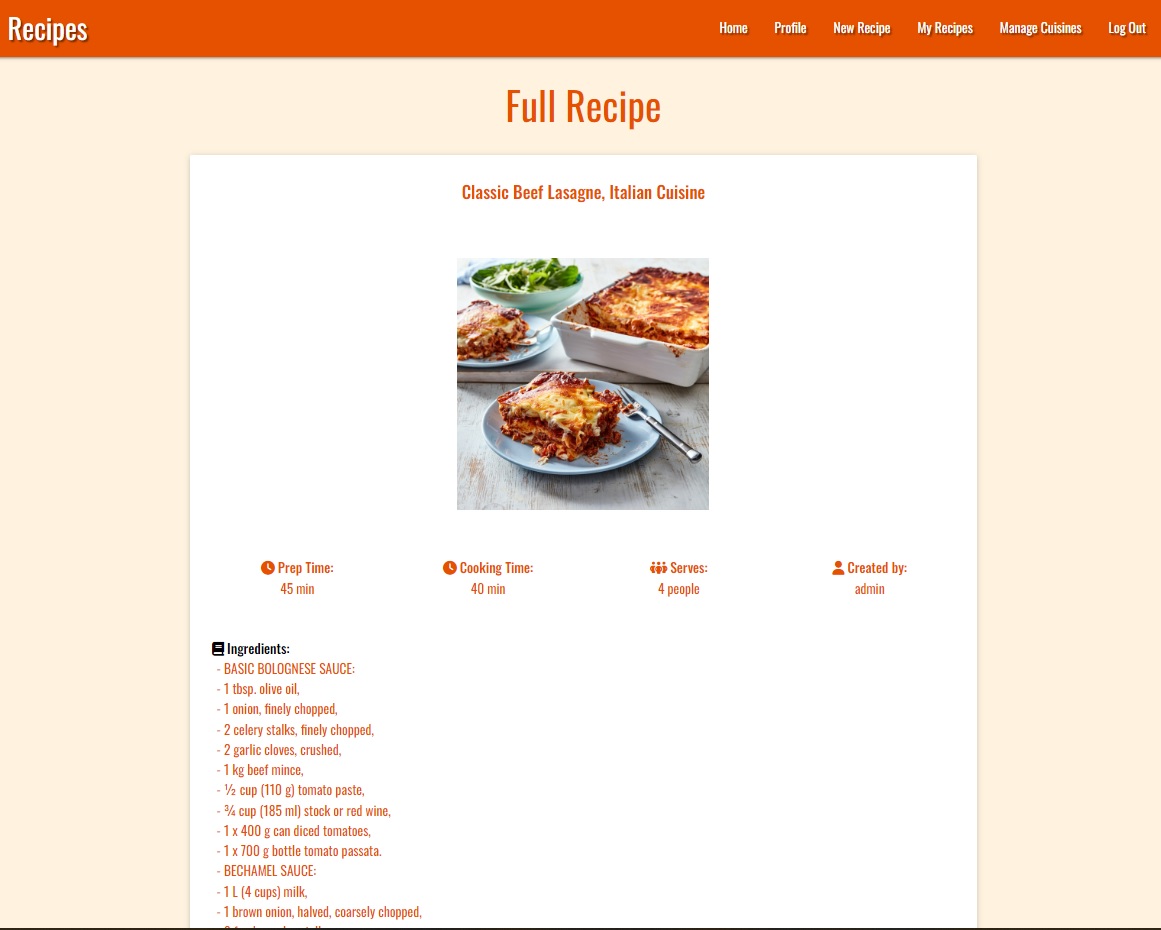 Recipes
Home Profile New Recipe My Recipes Manage Cuisines Log Out
Full Recipe
Classic Beef Lasagne, Italian Cuisine
Prep Time: Cooking Time: Serves: Created by:
45 min 40 min 4 people admin
Ingredients:
- BASIC BOLOGNESE SAUCE:
- 1 tbsp. olive oil,
- 1 onion, finely chopped,
- 2 celery stalks, finely chopped,
- 2 garlic cloves, crushed,
- 1 kg beef mince,
- ½ cup (110 g) tomato paste,
- ¾ cup (185 ml) stock or red wine,
- 1 x 400 g can diced tomatoes,
- 1 x 700 g bottle tomato passata.
- BECHAMEL SAUCE:
- 1 L (4 cups) milk,
- 1 brown onion, halved, coarsely chopped,